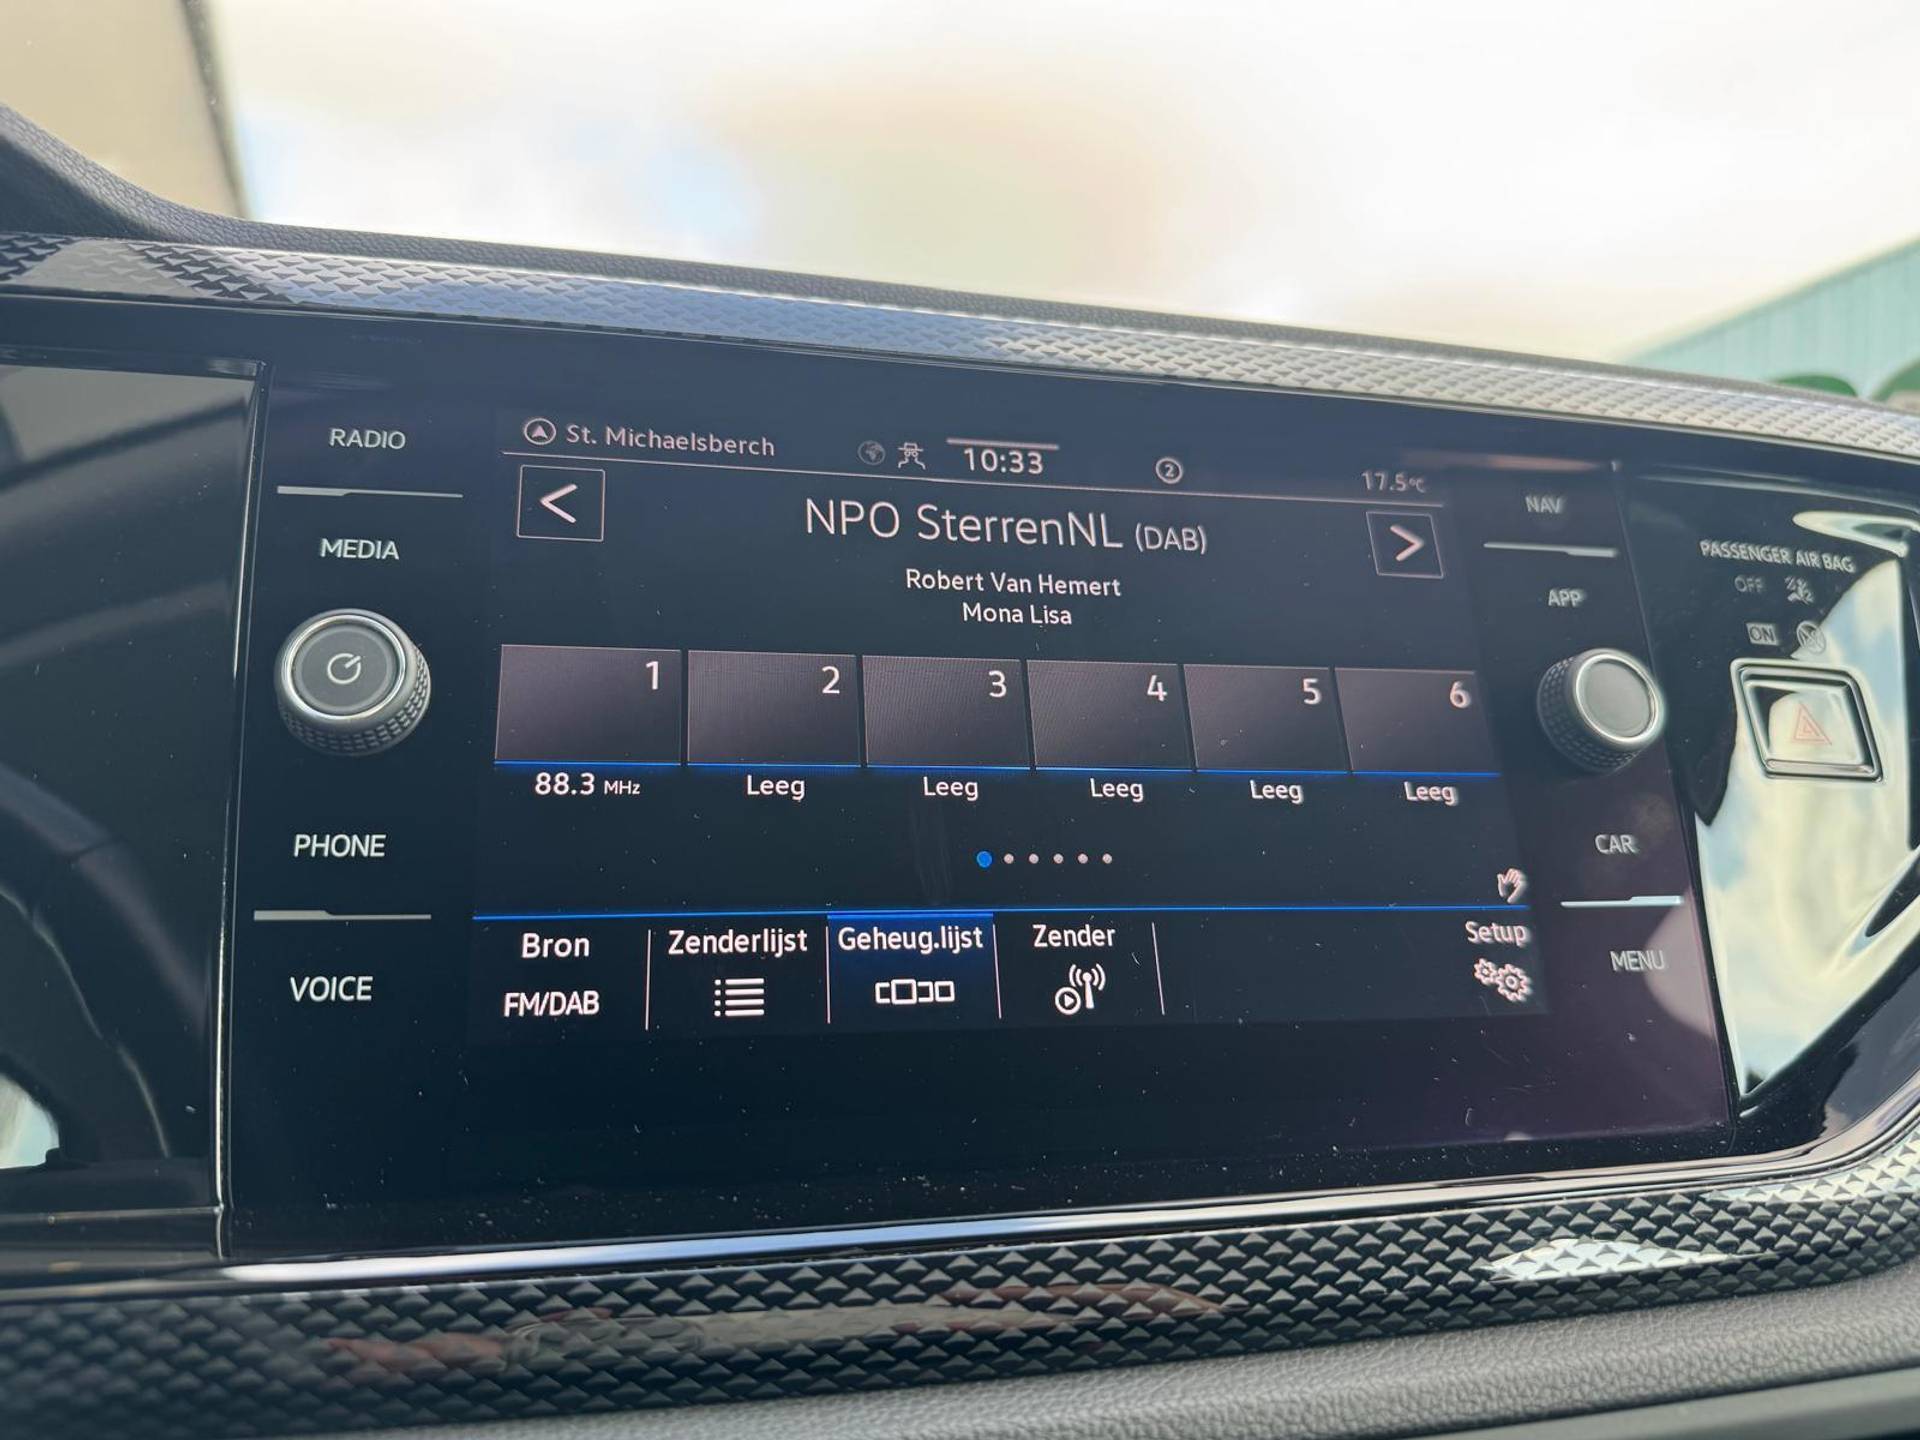 RADIO
MEDIA
PHONE
VOICE
St. Michaelsberch
10:33
2
17.5°C
<
NPO SterrenNL (DAB)
>
Robert Van Hemert
Mona Lisa
1 2 3 4 5 6
88.3 MHz Leeg Leeg Leeg Leeg Leeg
Bron Zenderlijst Geheug.lijst Zender Setup
FM/DAB
NAV
APP
CAR
MENU
PASSENGER AIR BAG
OFF
ON